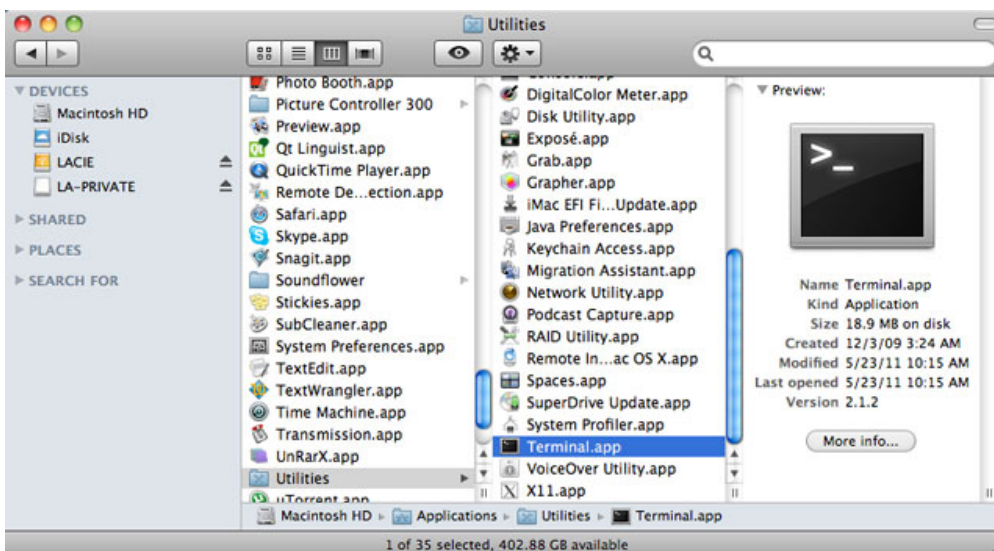 Utilities
DEVICES
Macintosh HD
iDisk
LACIE
LA-PRIVATE
SHARED
PLACES
SEARCH FOR
Photo Booth.app
Picture Controller 300
Preview.app
Qt Linguist.app
QuickTime Player.app
Remote De...ection.app
Safari.app
Skype.app
Snagit.app
Soundflower
Stickies.app
SubCleaner.app
System Preferences.app
TextEdit.app
TextWrangler.app
Time Machine.app
Transmission.app
UnRarX.app
Utilities
uTorrent.app
Console.app
DigitalColor Meter.app
Disk Utility.app
Exposé.app
Grab.app
Grapher.app
iMac EFI Fi...Update.app
Java Preferences.app
Keychain Access.app
Migration Assistant.app
Network Utility.app
Podcast Capture.app
RAID Utility.app
Remote In...ac OS X.app
Spaces.app
SuperDrive Update.app
System Profiler.app
Terminal.app
VoiceOver Utility.app
X11.app
Preview:
>_
Name Terminal.app
Kind Application
Size 18.9 MB on disk
Created 12/3/09 3:24 AM
Modified 5/23/11 10:15 AM
Last opened 5/23/11 10:15 AM
Version 2.1.2
More info...
Macintosh HD ▸ Applications ▸ Utilities ▸ Terminal.app
1 of 35 selected, 402.88 GB available